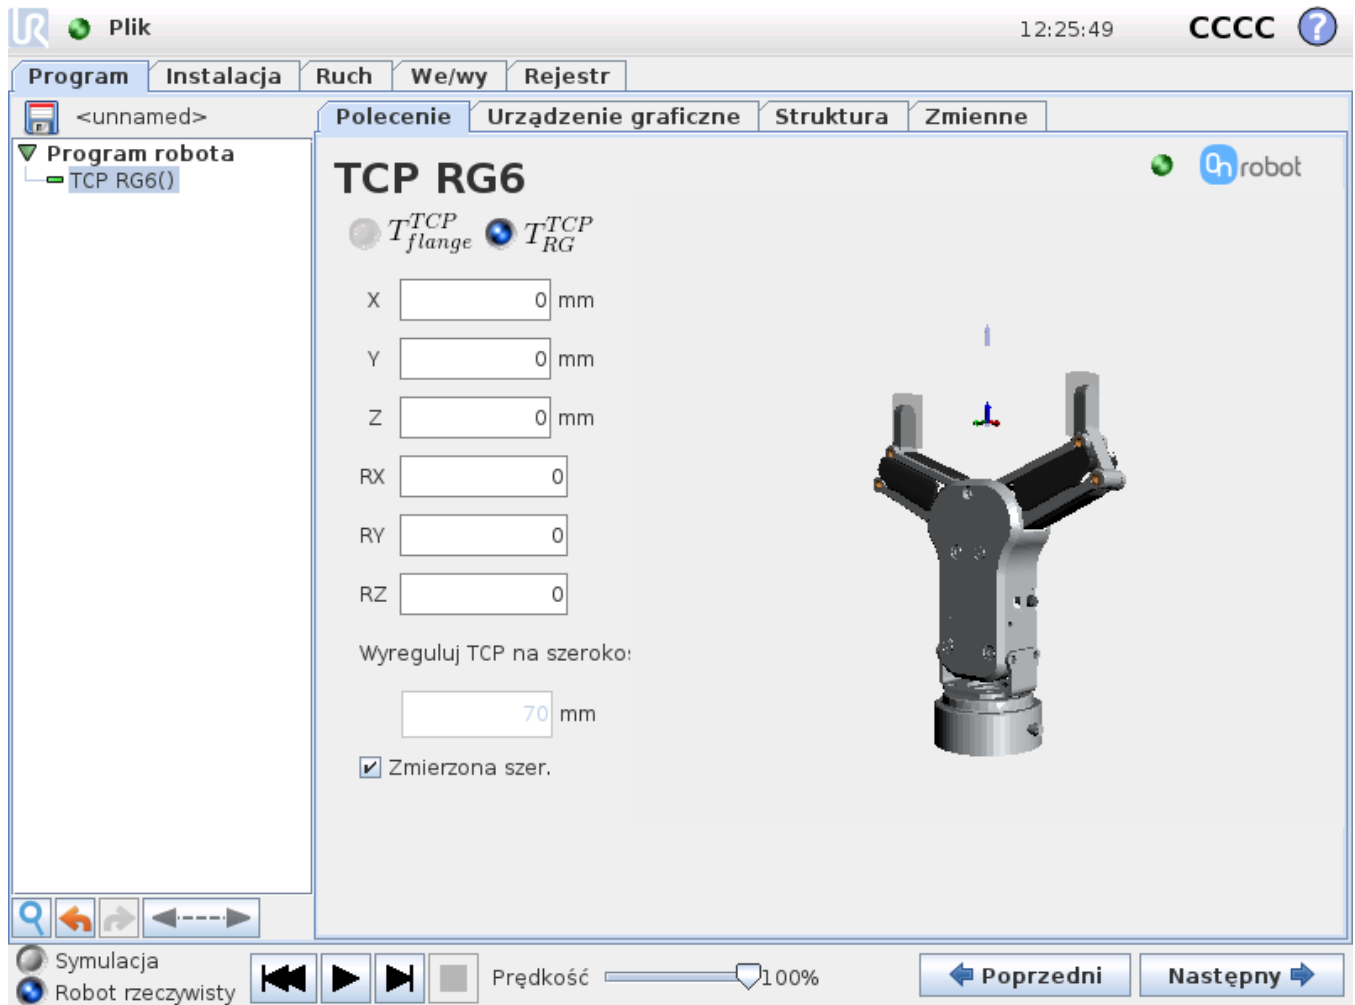 UR Plik 12:25:49 CCCC ?
Program Instalacja Ruch We/wy Rejestr
<unnamed> Polecenie Urządzenie graficzne Struktura Zmienne
Program robota
TCP RG6()
TCP RG6
On robot
T TCP flange T TCP RG
X 0 mm
Y 0 mm
Z 0 mm
RX 0
RY 0
RZ 0
Wyreguluj TCP na szeroko
70 mm
Zmierzona szer.
Symulacja
Robot rzeczywisty
Prędkość 100%
Poprzedni Następny